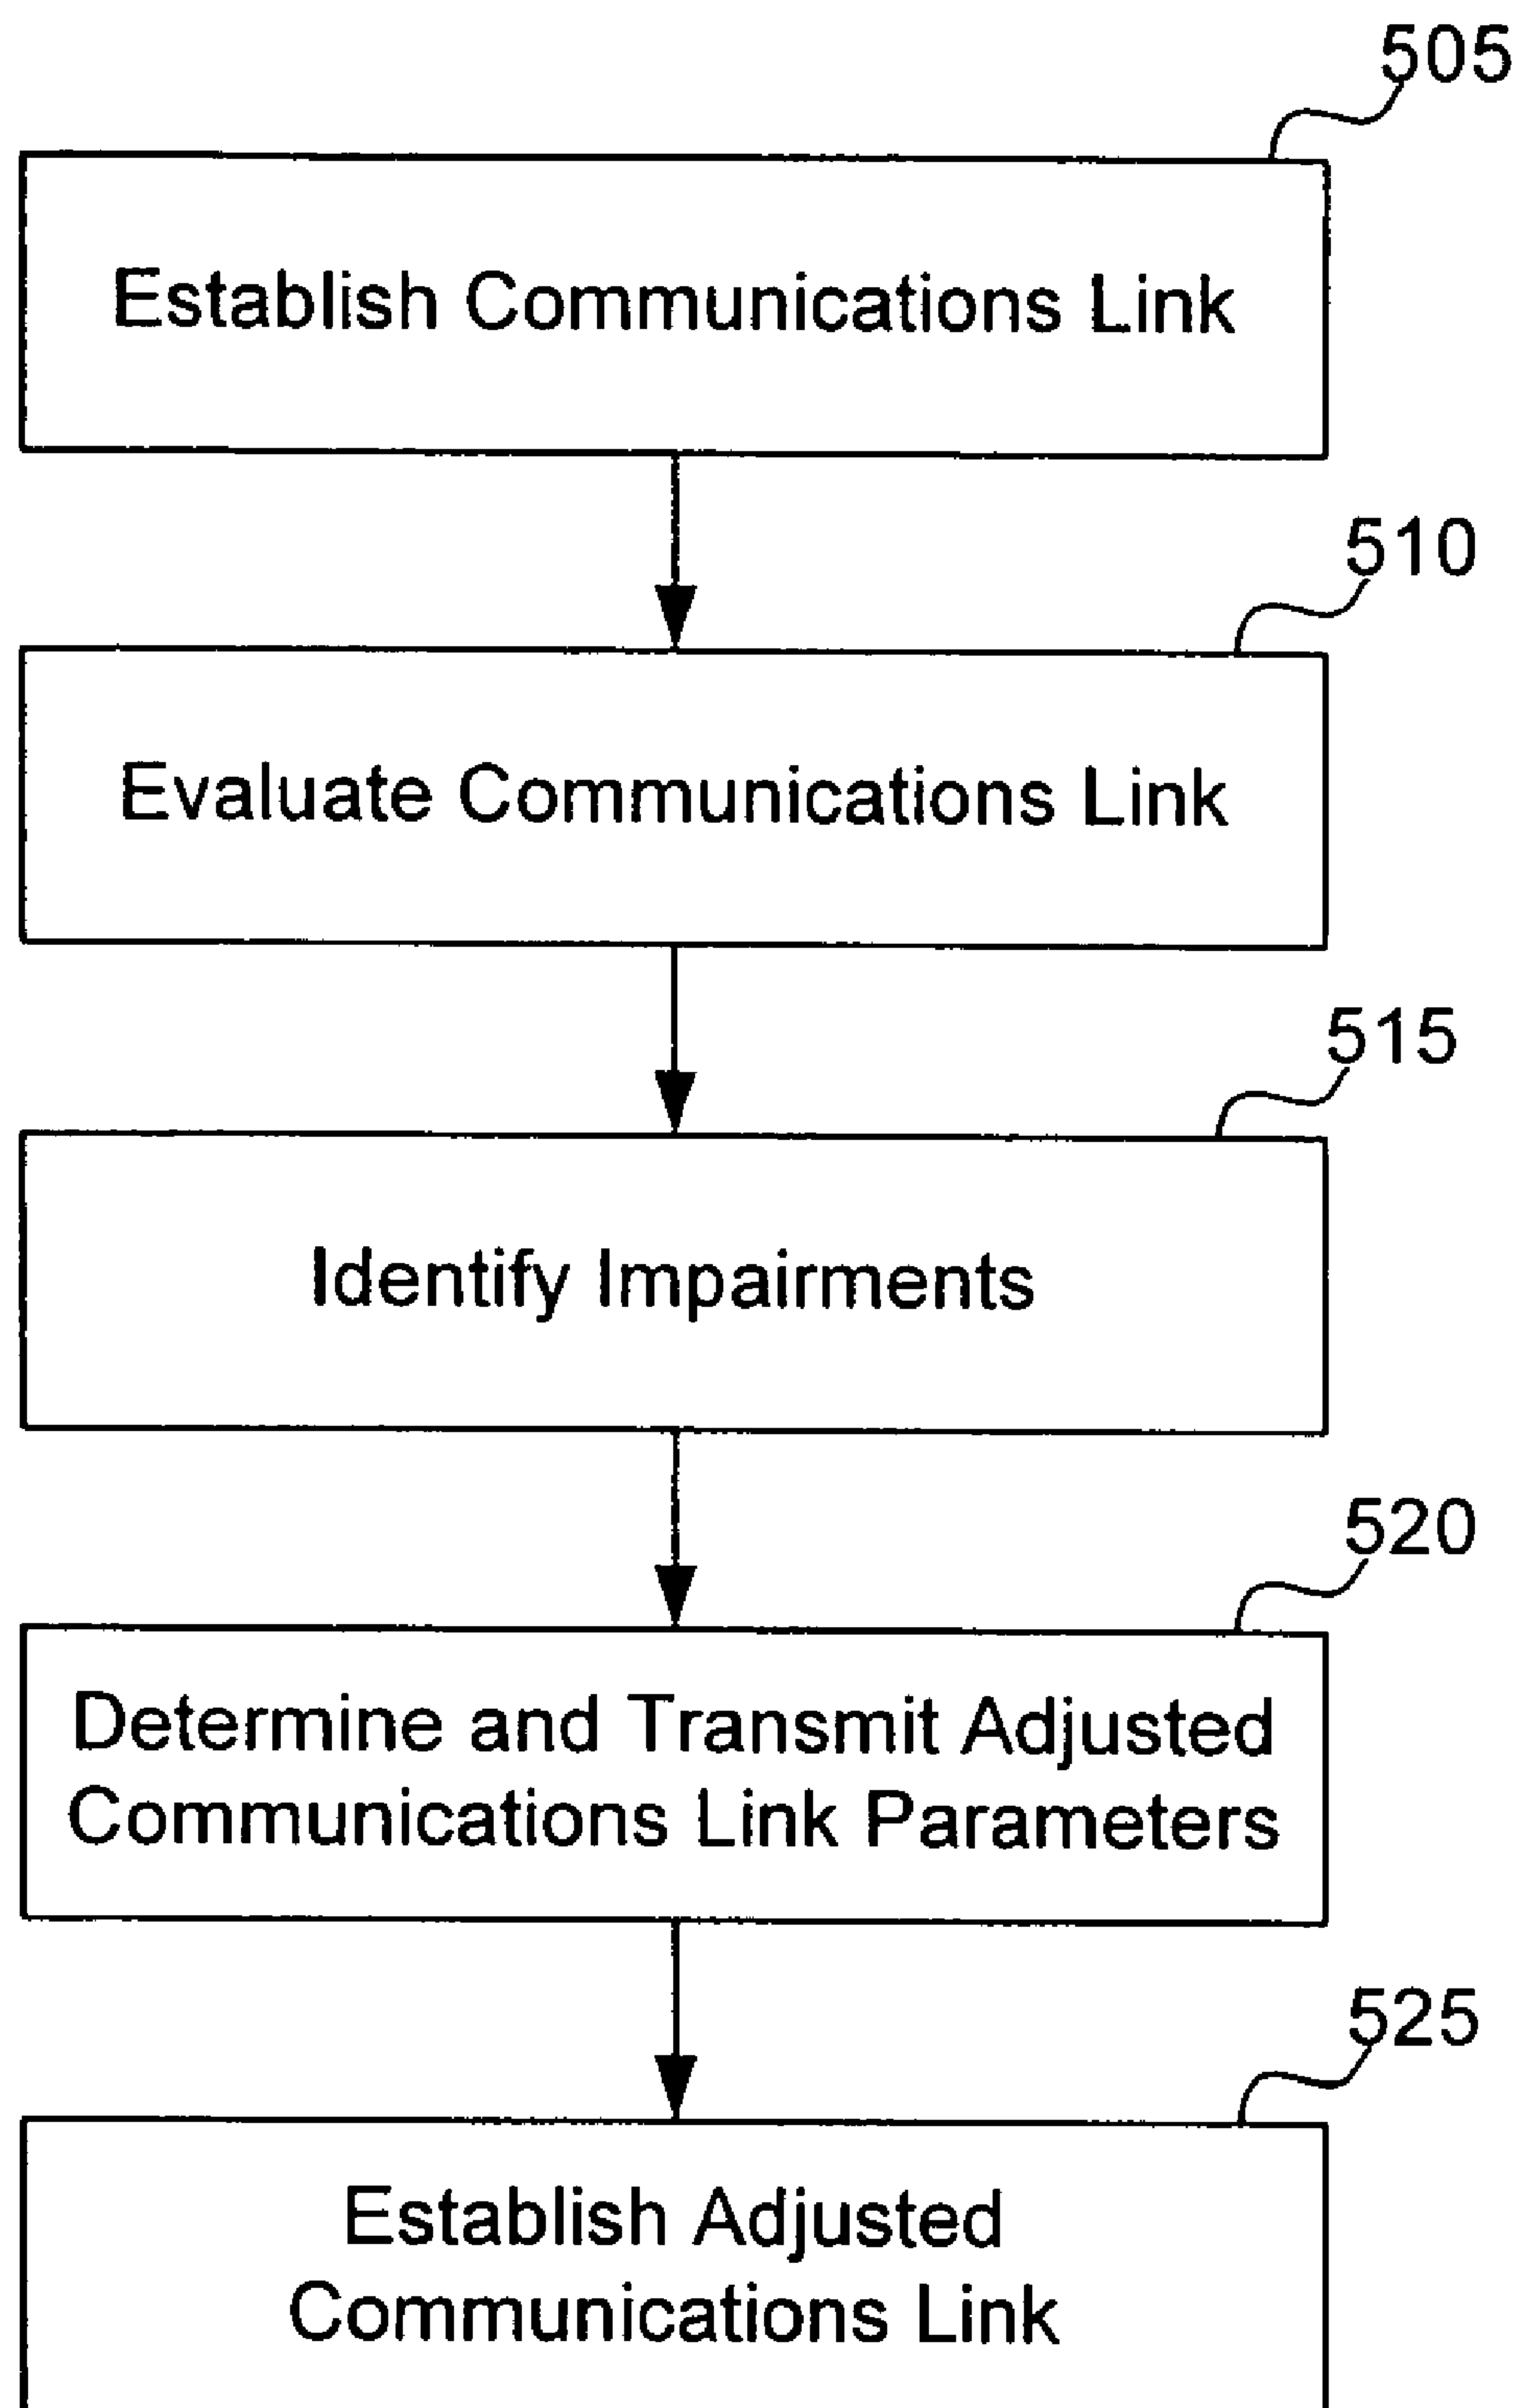 505
Establish Communications Link
510
Evaluate Communications Link
515
Identify Impairments
520
Determine and Transmit Adjusted
Communications Link Parameters
525
Establish Adjusted
Communications Link